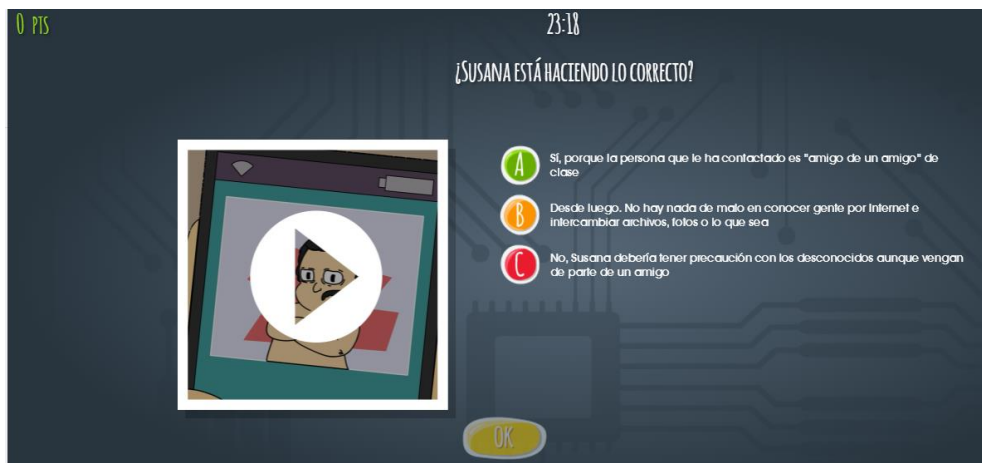 0 PTS
23:18
¿SUSANA ESTÁ HACIENDO LO CORRECTO?
A
Sí, porque la persona que le ha contactado es "amigo de un amigo" de
clase
B
Desde luego. No hay nada de malo en conocer gente por Internet e
intercambiar archivos, fotos o lo que sea
C
No, Susana debería tener precaución con los desconocidos aunque vengan
de parte de un amigo
OK